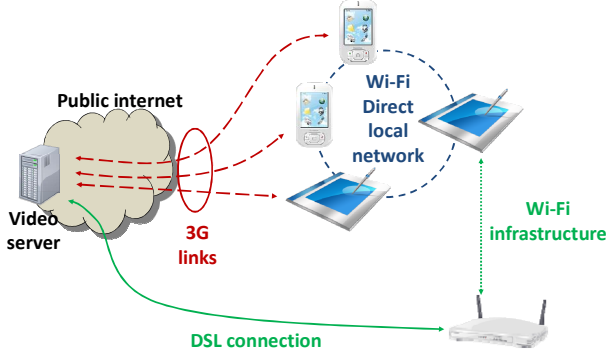 Public internet
Wi-Fi
Direct
local
network
Video
server
3G
links
Wi-Fi
infrastructure
DSL connection